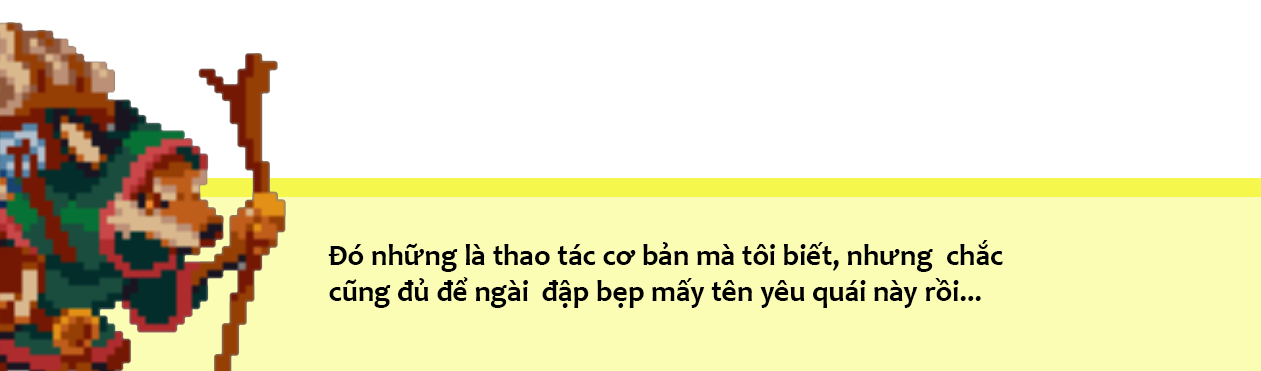 Đó những là thao tác cơ bản mà tôi biết, nhưng  chắc
cũng đủ để ngài  đập bẹp mấy tên yêu quái này rồi...